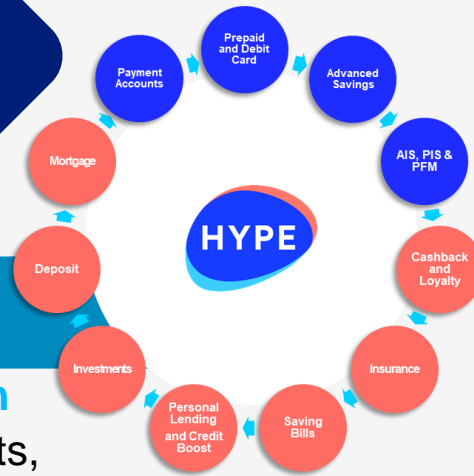 Prepaid
and Debit
Card
Advanced
Savings
AIS, PIS &
PFM
Cashback
and
Loyalty
Insurance
Saving
Bills
Personal
Lending
and Credit
Boost
Investments
Deposit
Mortgage
Payment
Accounts
HYPE
ts,